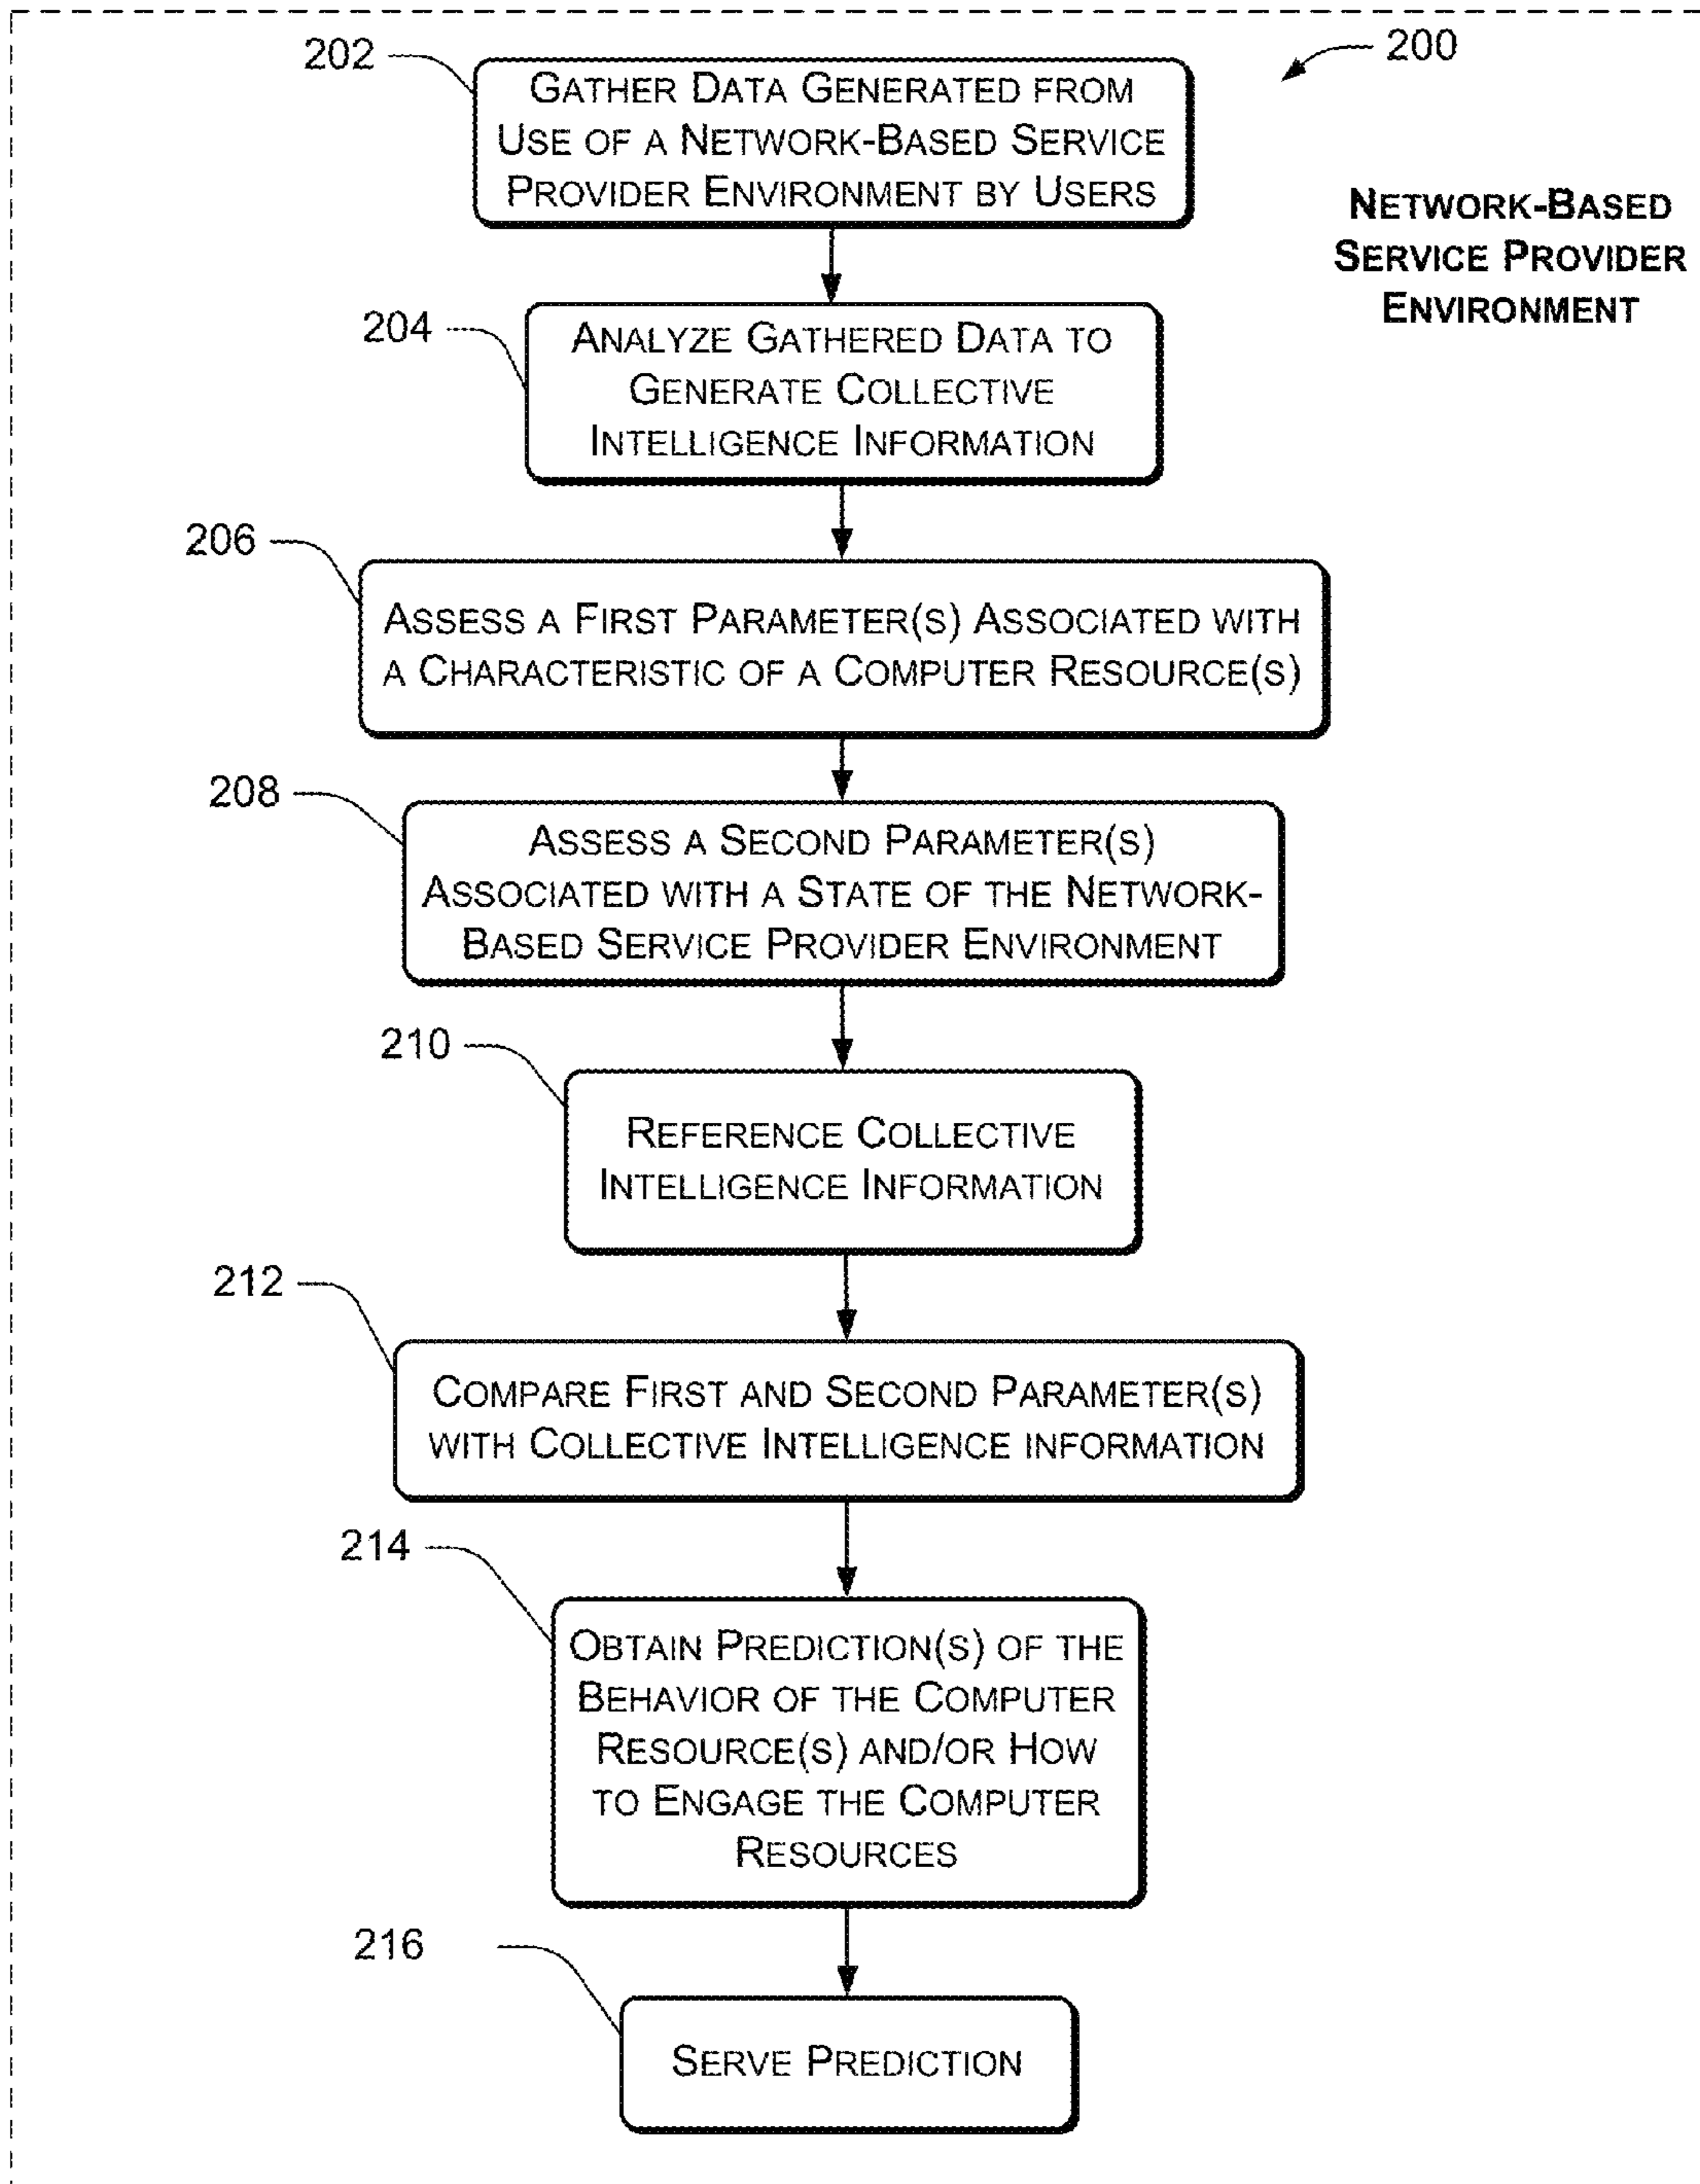 200
202
GATHER DATA GENERATED FROM
USE OF A NETWORK-BASED SERVICE
PROVIDER ENVIRONMENT BY USERS
NETWORK-BASED
SERVICE PROVIDER
ENVIRONMENT
204
ANALYZE GATHERED DATA TO
GENERATE COLLECTIVE
INTELLIGENCE INFORMATION
206
ASSESS A FIRST PARAMETER(S) ASSOCIATED WITH
A CHARACTERISTIC OF A COMPUTER RESOURCE(S)
208
ASSESS A SECOND PARAMETER(S)
ASSOCIATED WITH A STATE OF THE NETWORK-
BASED SERVICE PROVIDER ENVIRONMENT
210
REFERENCE COLLECTIVE
INTELLIGENCE INFORMATION
212
COMPARE FIRST AND SECOND PARAMETER(S)
WITH COLLECTIVE INTELLIGENCE INFORMATION
214
OBTAIN PREDICTION(S) OF THE
BEHAVIOR OF THE COMPUTER
RESOURCE(S) AND/OR HOW
TO ENGAGE THE COMPUTER
RESOURCES
216
SERVE PREDICTION